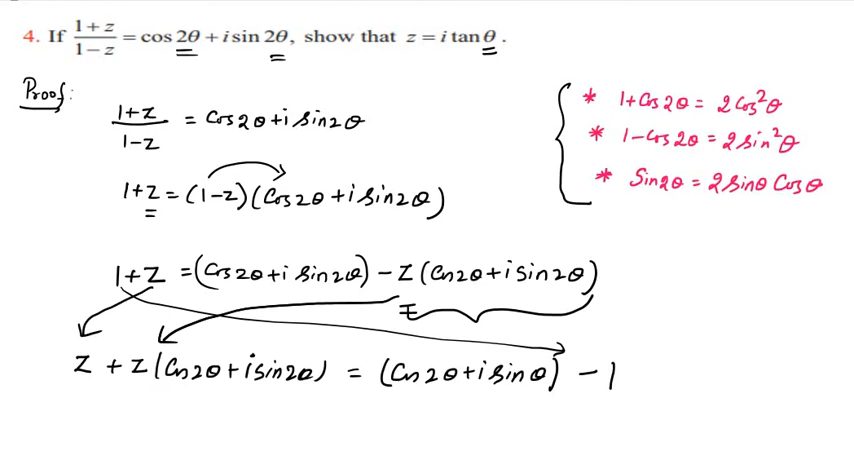 4. If (1+z)/(1−z) = cos 2θ + i sin 2θ, show that z = i tan θ.
Proof:
(1+z)/(1−z) = Cos2θ + i Sin2θ
1+z = (1−z)(Cos2θ + i Sin2θ)
1+z = (Cos2θ + i Sin2θ) − z(Cos2θ + i Sin2θ)
z + z(Cos2θ + i sin2θ) = (Cos2θ + i sinθ) − 1
* 1+Cos2θ = 2Cos²θ
* 1−Cos2θ = 2Sin²θ
* Sin2θ = 2Sinθ Cosθ